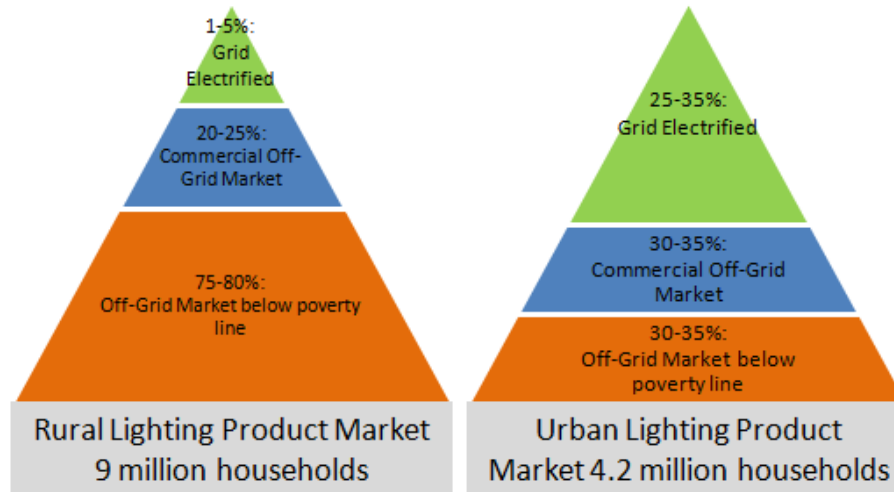 1-5%:
Grid
Electrified
20-25%:
Commercial Off-
Grid Market
75-80%:
Off-Grid Market below poverty
line
Rural Lighting Product Market
9 million households
25-35%:
Grid Electrified
30-35%:
Commercial Off-Grid
Market
30-35%:
Off-Grid Market below
poverty line
Urban Lighting Product
Market 4.2 million households